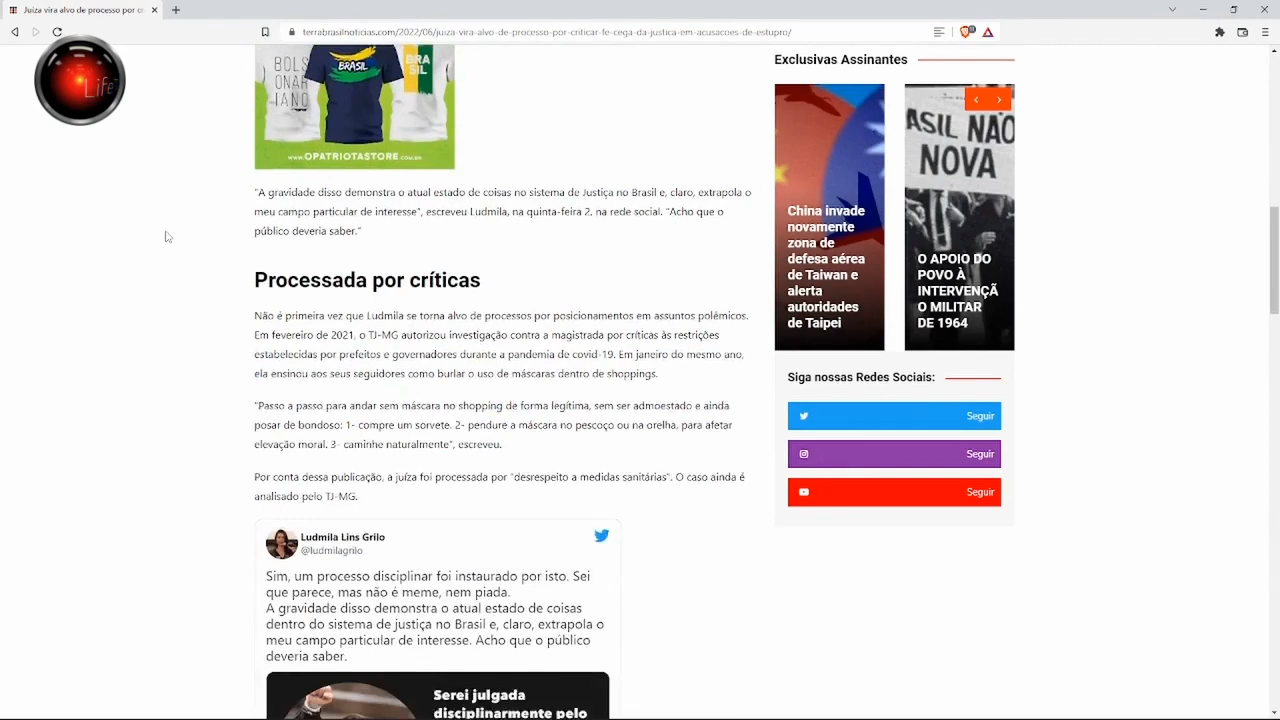 Juíza vira alvo de processo por cr
terrabrasilnoticias.com/2022/06/juiza-vira-alvo-de-processo-por-criticar-fe-cega-da-justica-em-acusacoes-de-estupro/
Life
BOLS
ONAR
IANO
BRASIL
BRA
SIL
WWW.OPATRIOTASTORE.COM.BR
"A gravidade disso demonstra o atual estado de coisas no sistema de Justiça no Brasil e, claro, extrapola o
meu campo particular de interesse", escreveu Ludmila, na quinta-feira 2, na rede social. "Acho que o
público deveria saber."
Processada por críticas
Não é primeira vez que Ludmila se torna alvo de processos por posicionamentos em assuntos polêmicos.
Em fevereiro de 2021, o TJ-MG autorizou investigação contra a magistrada por críticas às restrições
estabelecidas por prefeitos e governadores durante a pandemia de covid-19. Em janeiro do mesmo ano,
ela ensinou aos seus seguidores como burlar o uso de máscaras dentro de shoppings.
"Passo a passo para andar sem máscara no shopping de forma legítima, sem ser admoestado e ainda
posar de bondoso: 1- compre um sorvete. 2- pendure a máscara no pescoço ou na orelha, para afetar
elevação moral. 3- caminhe naturalmente", escreveu.
Por conta dessa publicação, a juíza foi processada por "desrespeito a medidas sanitárias". O caso ainda é
analisado pelo TJ-MG.
Ludmila Lins Grilo
@ludmilagrilo
Sim, um processo disciplinar foi instaurado por isto. Sei
que parece, mas não é meme, nem piada.
A gravidade disso demonstra o atual estado de coisas
dentro do sistema de justiça no Brasil e, claro, extrapola o
meu campo particular de interesse. Acho que o público
deveria saber.
Serei julgada
disciplinarmente pelo
Exclusivas Assinantes
China invade
novamente
zona de
defesa aérea
de Taiwan e
alerta
autoridades
de Taipei
ASIL NÃO
NOVA
O APOIO DO
POVO À
INTERVENÇÃ
O MILITAR
DE 1964
Siga nossas Redes Sociais:
Seguir
Seguir
Seguir